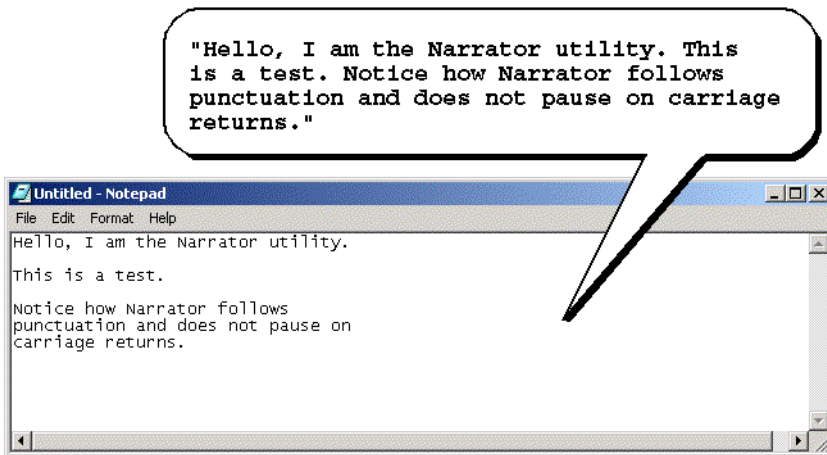 "Hello, I am the Narrator utility. This
is a test. Notice how Narrator follows
punctuation and does not pause on carriage
returns."
Untitled - Notepad
File Edit Format Help
Hello, I am the Narrator utility.
This is a test.
Notice how Narrator follows
punctuation and does not pause on
carriage returns.